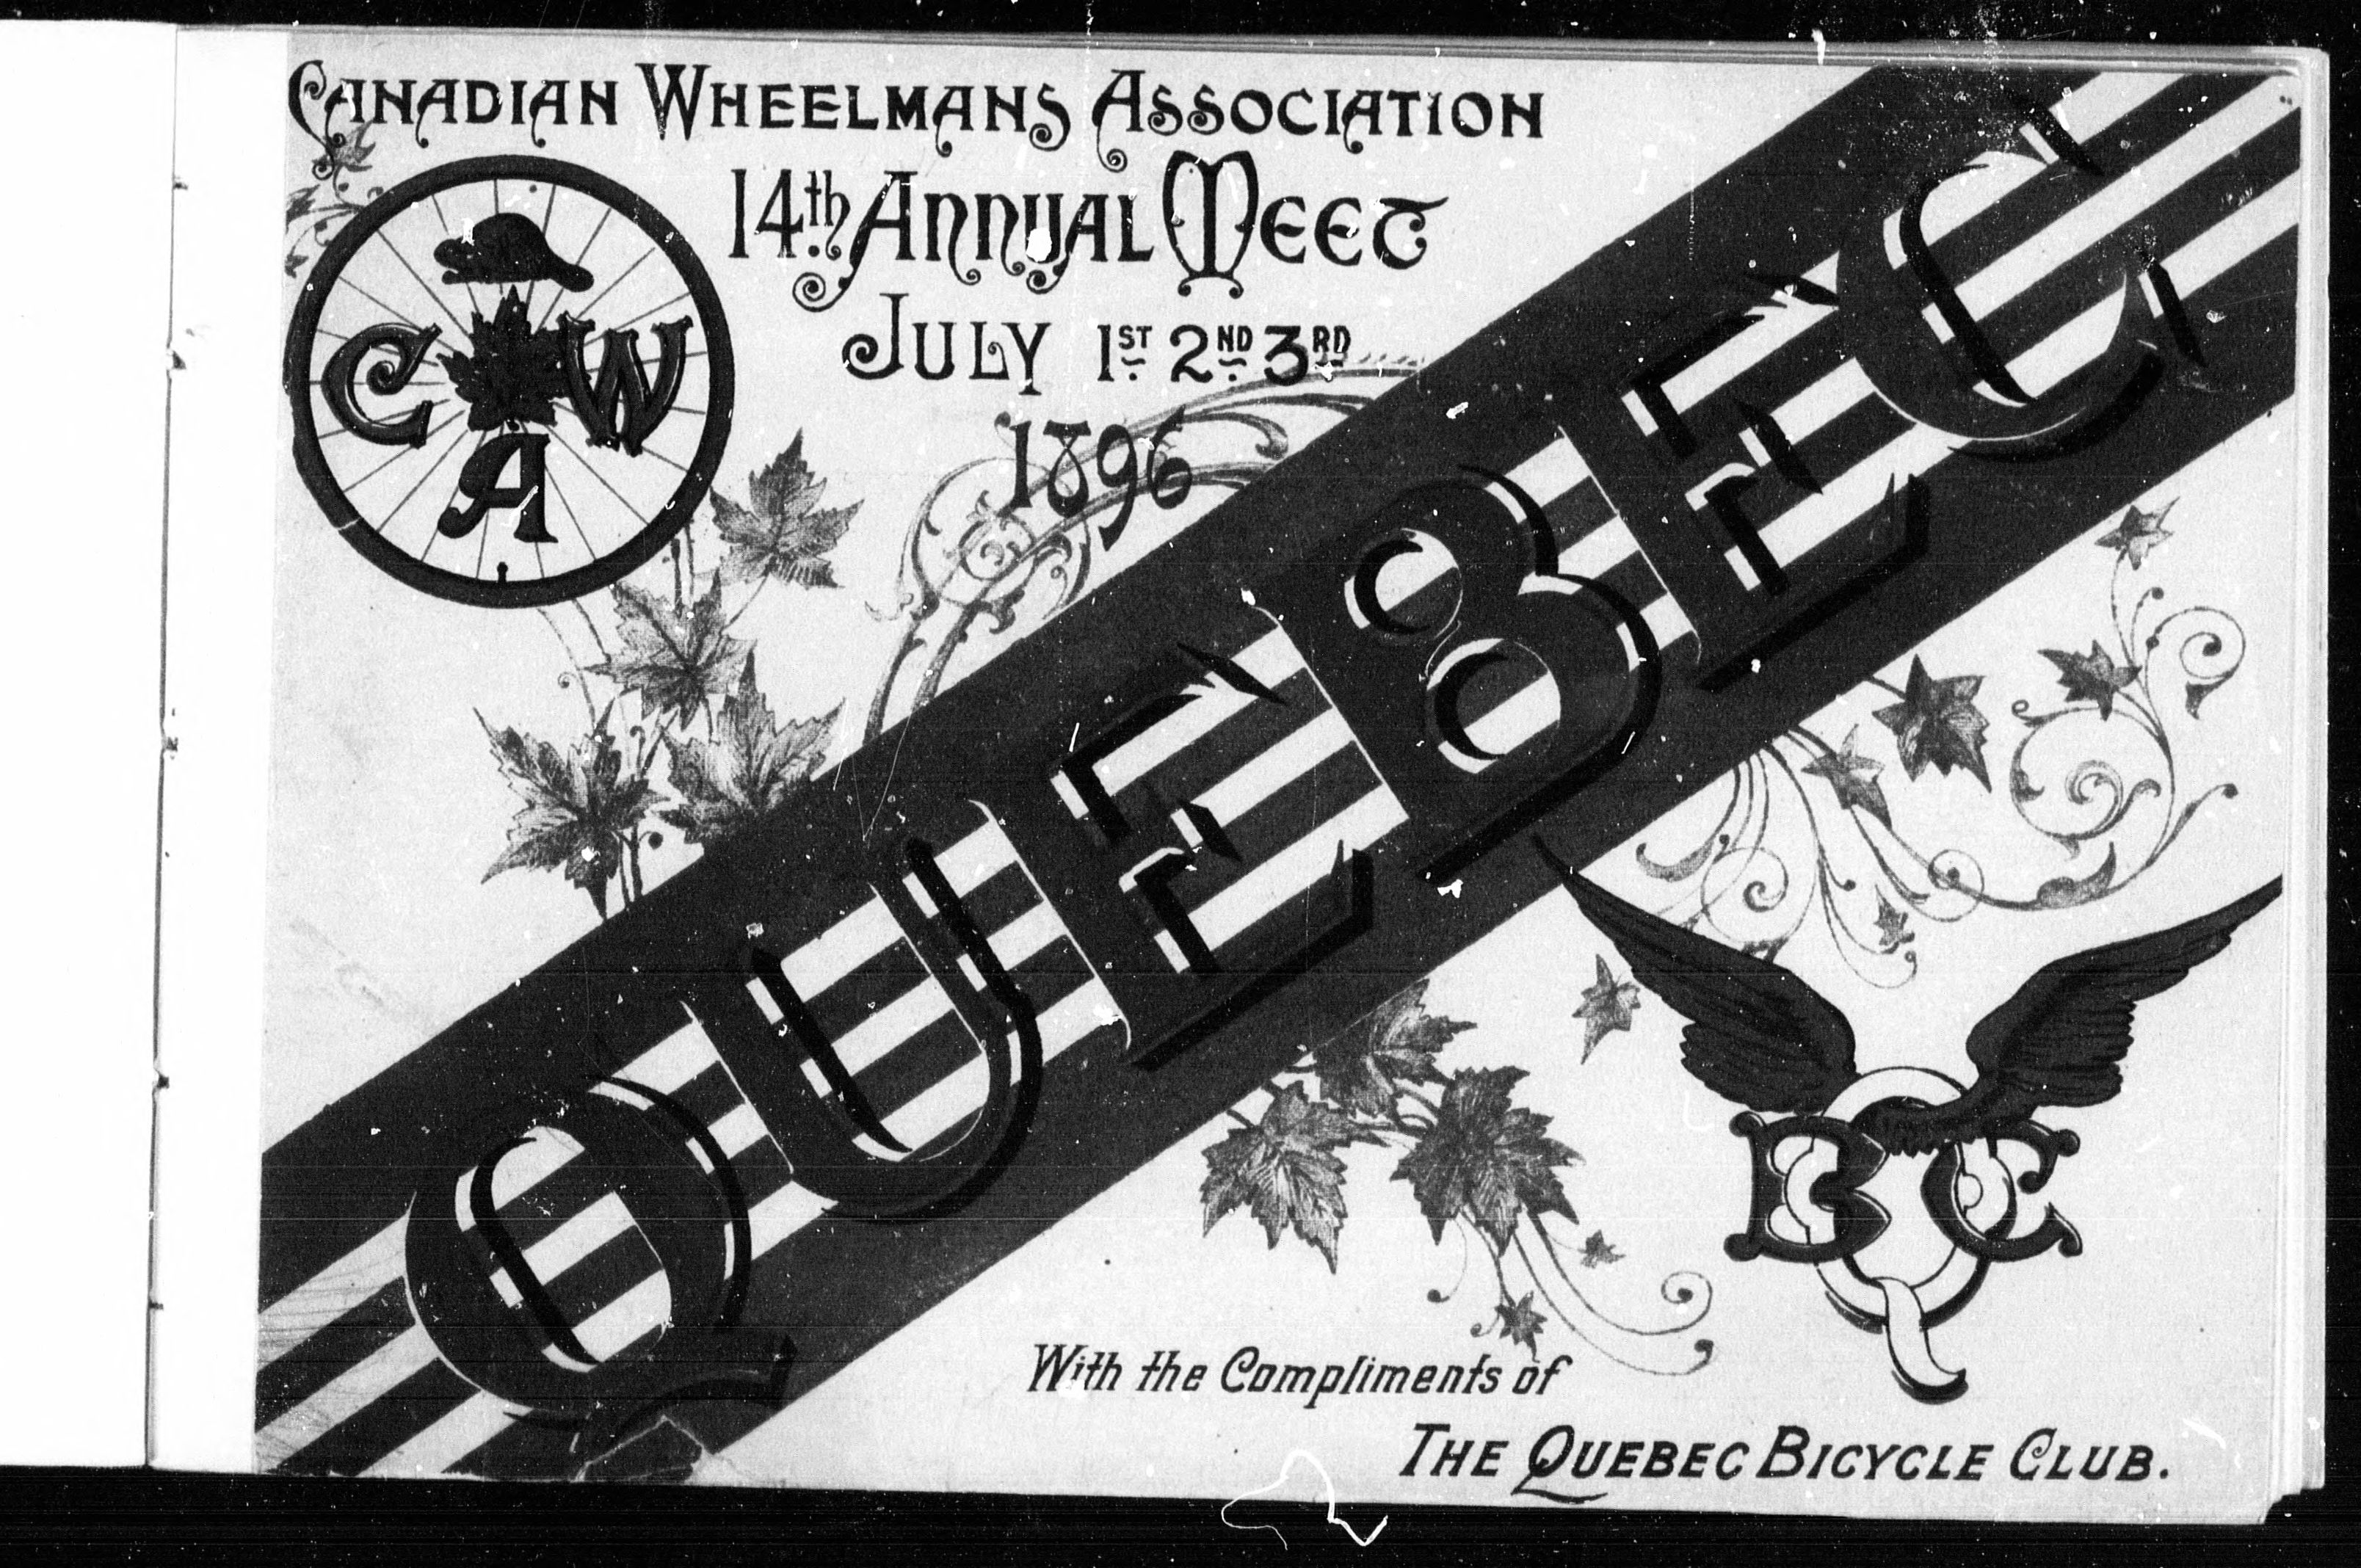 CANADIAN WHEELMANS ASSOCIATION
14th ANNUAL MEET
JULY 1ST 2ND 3RD
1896
C W
A
QUEBEC
B Q C
With the Compliments of
THE QUEBEC BICYCLE CLUB.